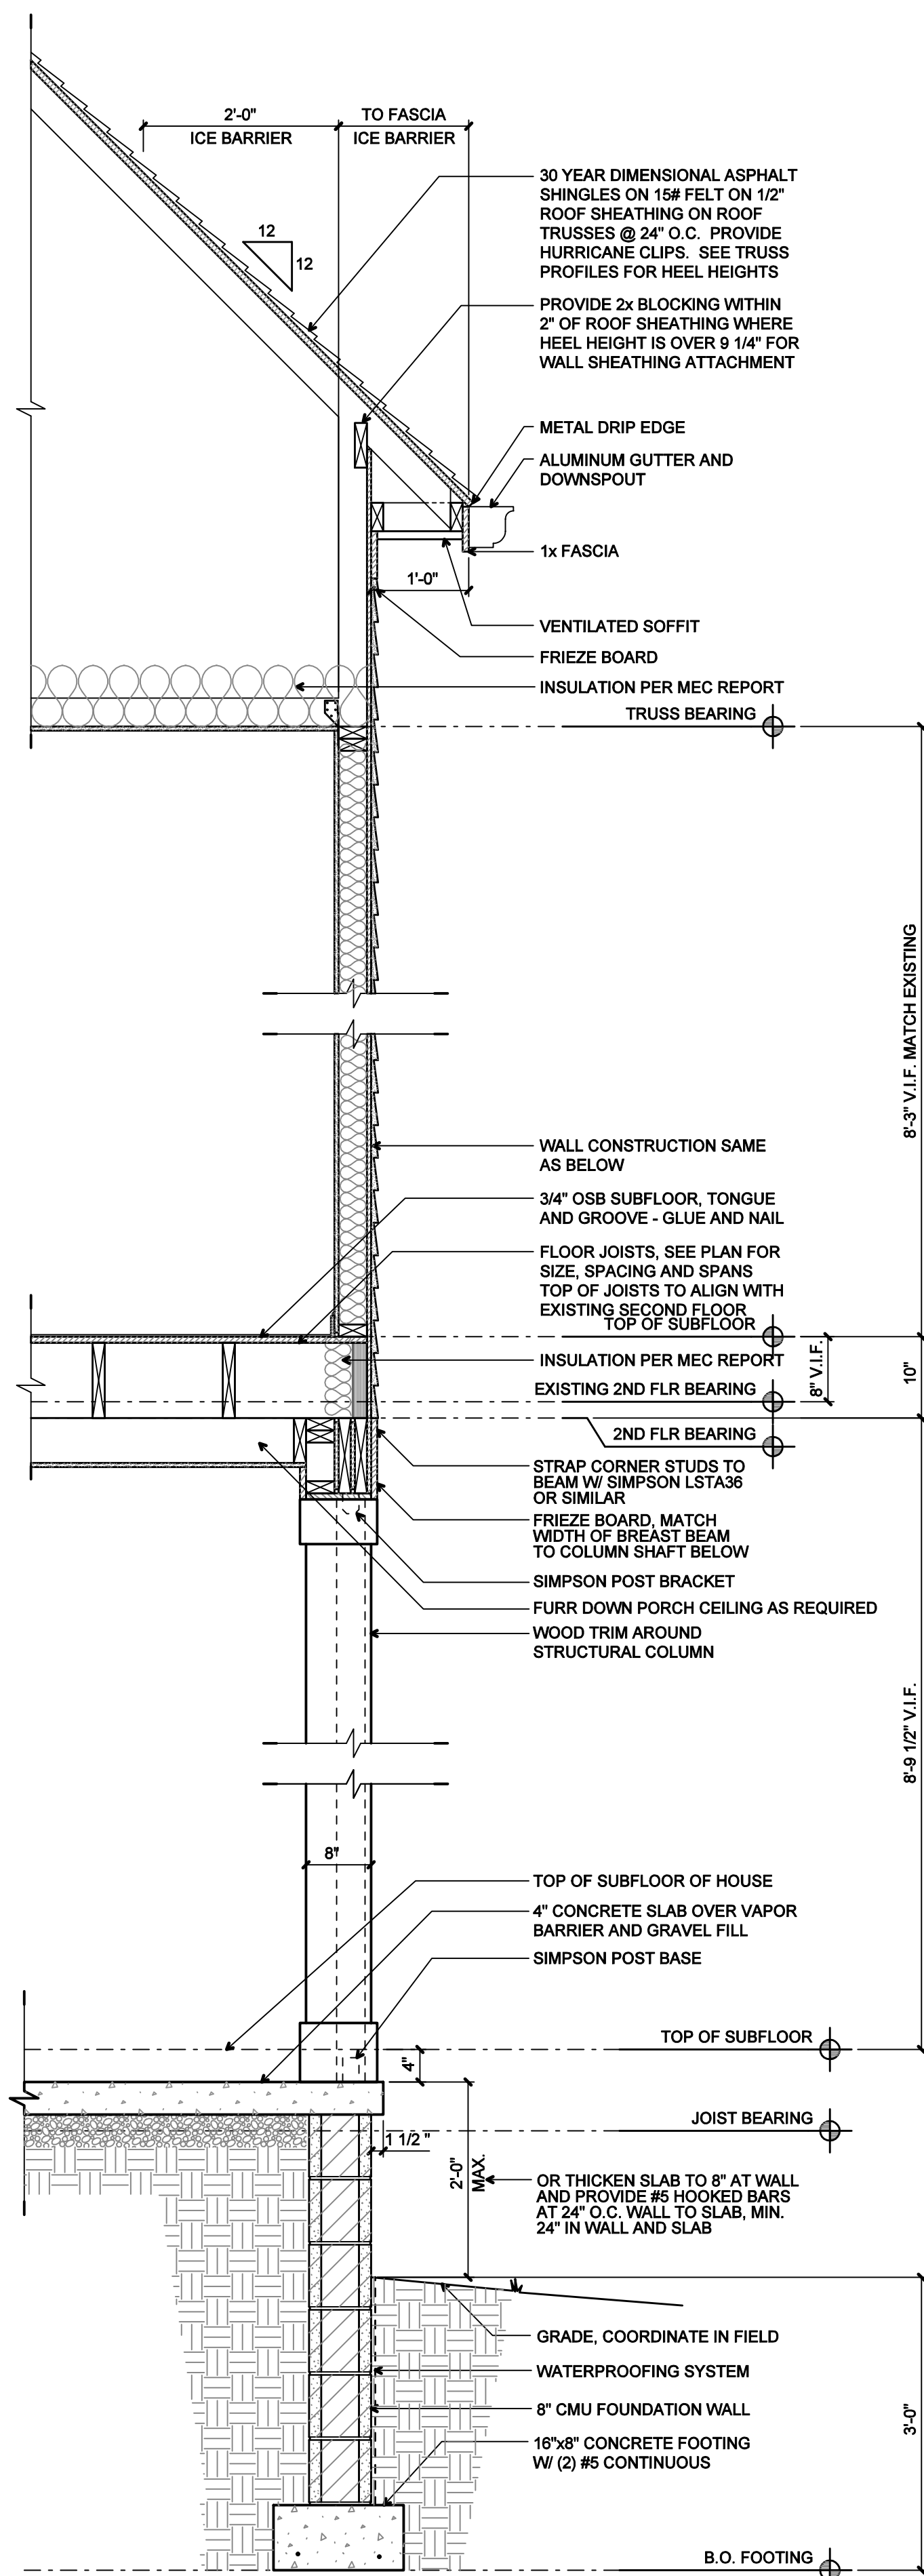 2'-0"
ICE BARRIER
TO FASCIA
ICE BARRIER
30 YEAR DIMENSIONAL ASPHALT
SHINGLES ON 15# FELT ON 1/2"
ROOF SHEATHING ON ROOF
TRUSSES @ 24" O.C. PROVIDE
HURRICANE CLIPS. SEE TRUSS
PROFILES FOR HEEL HEIGHTS
12
12
PROVIDE 2x BLOCKING WITHIN
2" OF ROOF SHEATHING WHERE
HEEL HEIGHT IS OVER 9 1/4" FOR
WALL SHEATHING ATTACHMENT
METAL DRIP EDGE
ALUMINUM GUTTER AND
DOWNSPOUT
1x FASCIA
1'-0"
VENTILATED SOFFIT
FRIEZE BOARD
INSULATION PER MEC REPORT
TRUSS BEARING
8'-3" V.I.F. MATCH EXISTING
WALL CONSTRUCTION SAME
AS BELOW
3/4" OSB SUBFLOOR, TONGUE
AND GROOVE - GLUE AND NAIL
FLOOR JOISTS, SEE PLAN FOR
SIZE, SPACING AND SPANS
TOP OF JOISTS TO ALIGN WITH
EXISTING SECOND FLOOR
TOP OF SUBFLOOR
INSULATION PER MEC REPORT
8" V.I.F.
10"
EXISTING 2ND FLR BEARING
2ND FLR BEARING
STRAP CORNER STUDS TO
BEAM W/ SIMPSON LSTA36
OR SIMILAR
FRIEZE BOARD, MATCH
WIDTH OF BREAST BEAM
TO COLUMN SHAFT BELOW
SIMPSON POST BRACKET
FURR DOWN PORCH CEILING AS REQUIRED
WOOD TRIM AROUND
STRUCTURAL COLUMN
8'-9 1/2" V.I.F.
8"
TOP OF SUBFLOOR OF HOUSE
4" CONCRETE SLAB OVER VAPOR
BARRIER AND GRAVEL FILL
SIMPSON POST BASE
TOP OF SUBFLOOR
4"
JOIST BEARING
1 1/2 "
2'-0"
MAX.
OR THICKEN SLAB TO 8" AT WALL
AND PROVIDE #5 HOOKED BARS
AT 24" O.C. WALL TO SLAB, MIN.
24" IN WALL AND SLAB
GRADE, COORDINATE IN FIELD
WATERPROOFING SYSTEM
8" CMU FOUNDATION WALL
16"x8" CONCRETE FOOTING
W/ (2) #5 CONTINUOUS
3'-0"
B.O. FOOTING